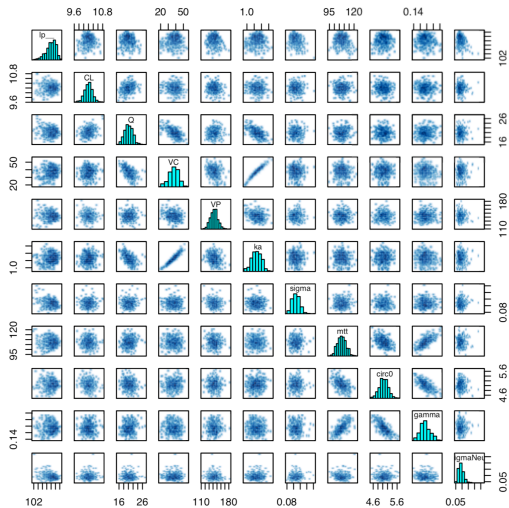 9.6 10.8 20 50 1.0 95 120 0.14
lp__
102
10.8
9.6
CL
Q
26
16
50
20
VC
VP
180
110
1.0
ka
sigma
0.08
120
95
mtt
circ0
5.6
4.6
0.14
gamma
igmaNeu
0.05
102 16 26 110 180 0.08 4.6 5.6 0.05